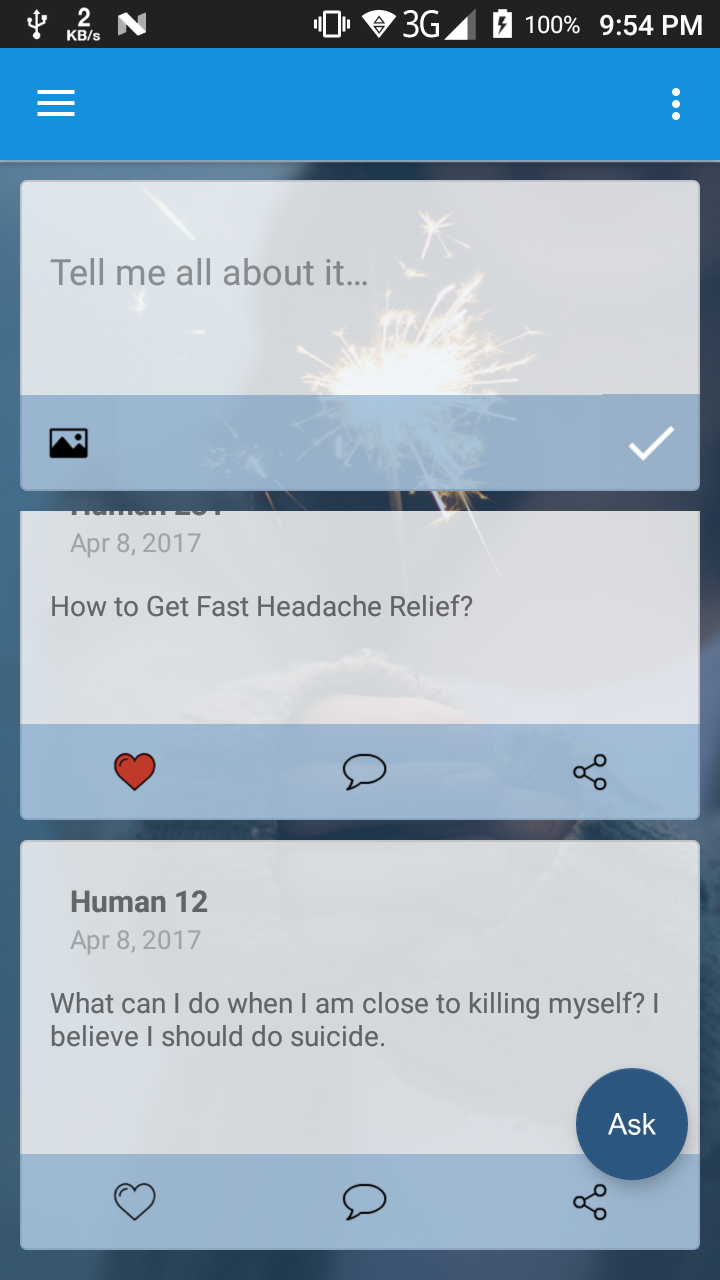 2
KB/s
3G
100%
9:54 PM
Tell me all about it...
Apr 8, 2017
How to Get Fast Headache Relief?
Human 12
Apr 8, 2017
What can I do when I am close to killing myself? I
believe I should do suicide.
Ask